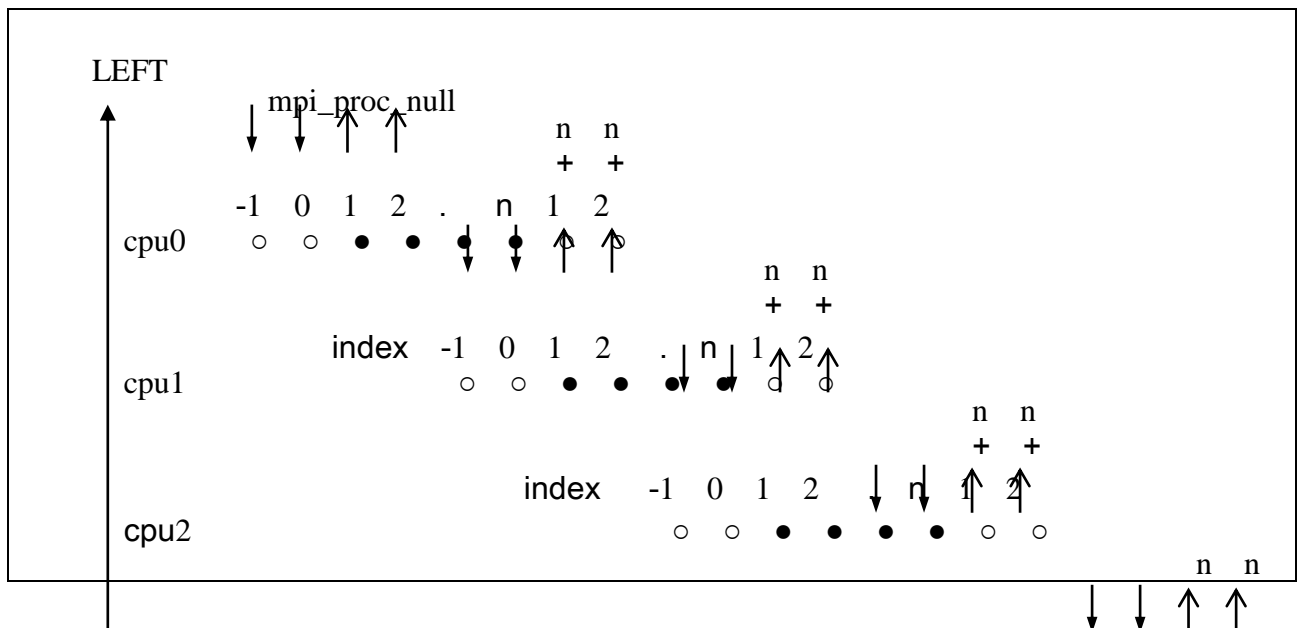 LEFT
mpi_proc_null
n n
+ +
-1 0 1 2 . n 1 2
cpu0
n n
+ +
index -1 0 1 2 . n 1 2
cpu1
n n
+ +
index -1 0 1 2 . n 1 2
cpu2
n n